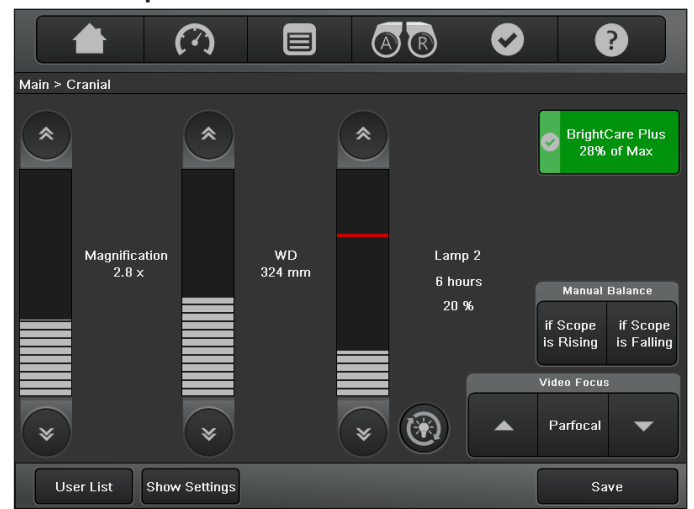 A R ?
Main > Cranial
BrightCare Plus
28% of Max
Magnification
2.8 x
WD
324 mm
Lamp 2
6 hours
20 %
Manual Balance
if Scope
is Rising
if Scope
is Falling
Video Focus
Parfocal
User List
Show Settings
Save